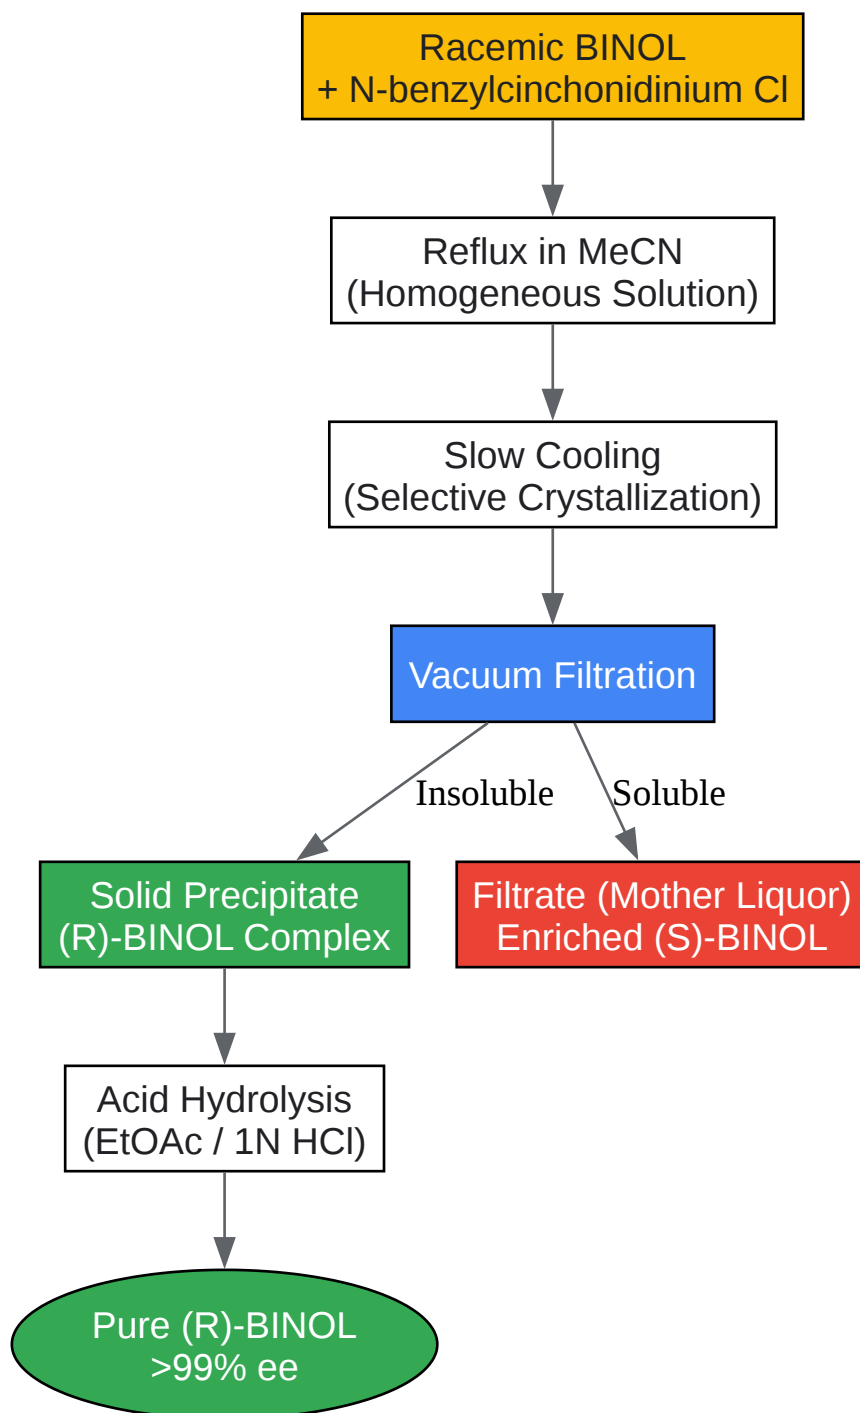 Racemic BINOL
+ N-benzylcinchonidinium Cl
Reflux in MeCN
(Homogeneous Solution)
Slow Cooling
(Selective Crystallization)
Vacuum Filtration
Insoluble
Soluble
Solid Precipitate
(R)-BINOL Complex
Filtrate (Mother Liquor)
Enriched (S)-BINOL
Acid Hydrolysis
(EtOAc / 1N HCl)
Pure (R)-BINOL
>99% ee